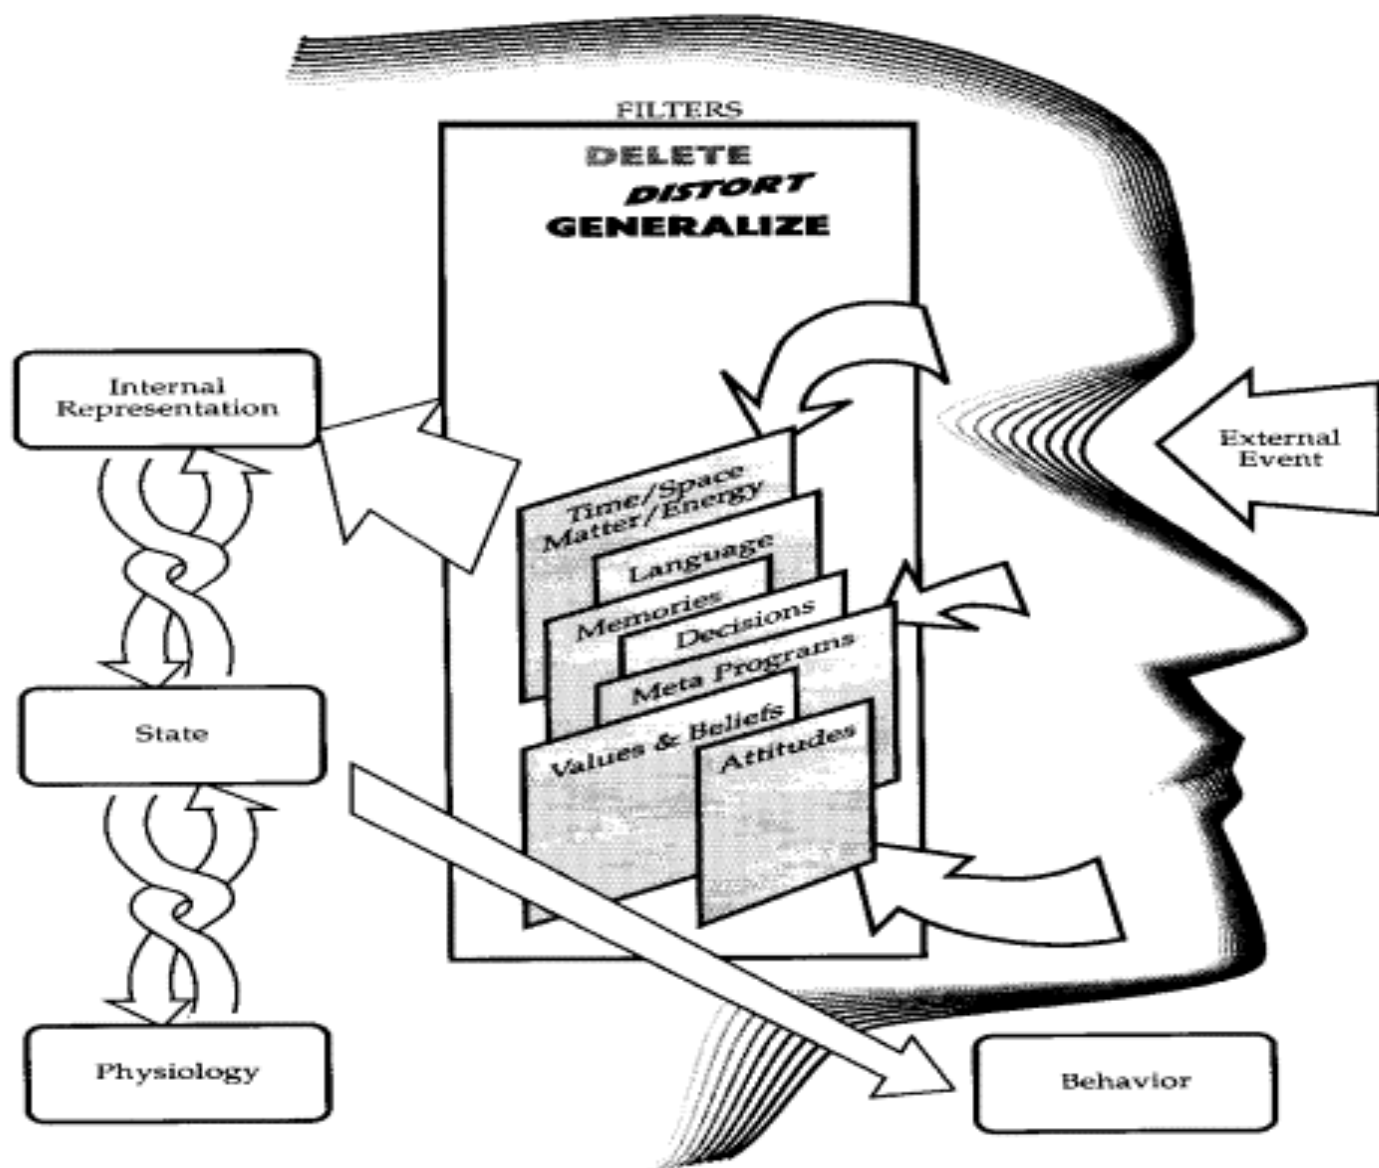 FILTERS
DELETE
DISTORT
GENERALIZE
Internal
Representation
External
Event
Time/Space
Matter/Energy
Language
Memories
Decisions
Meta Programs
Values & Beliefs
Attitudes
State
Physiology
Behavior